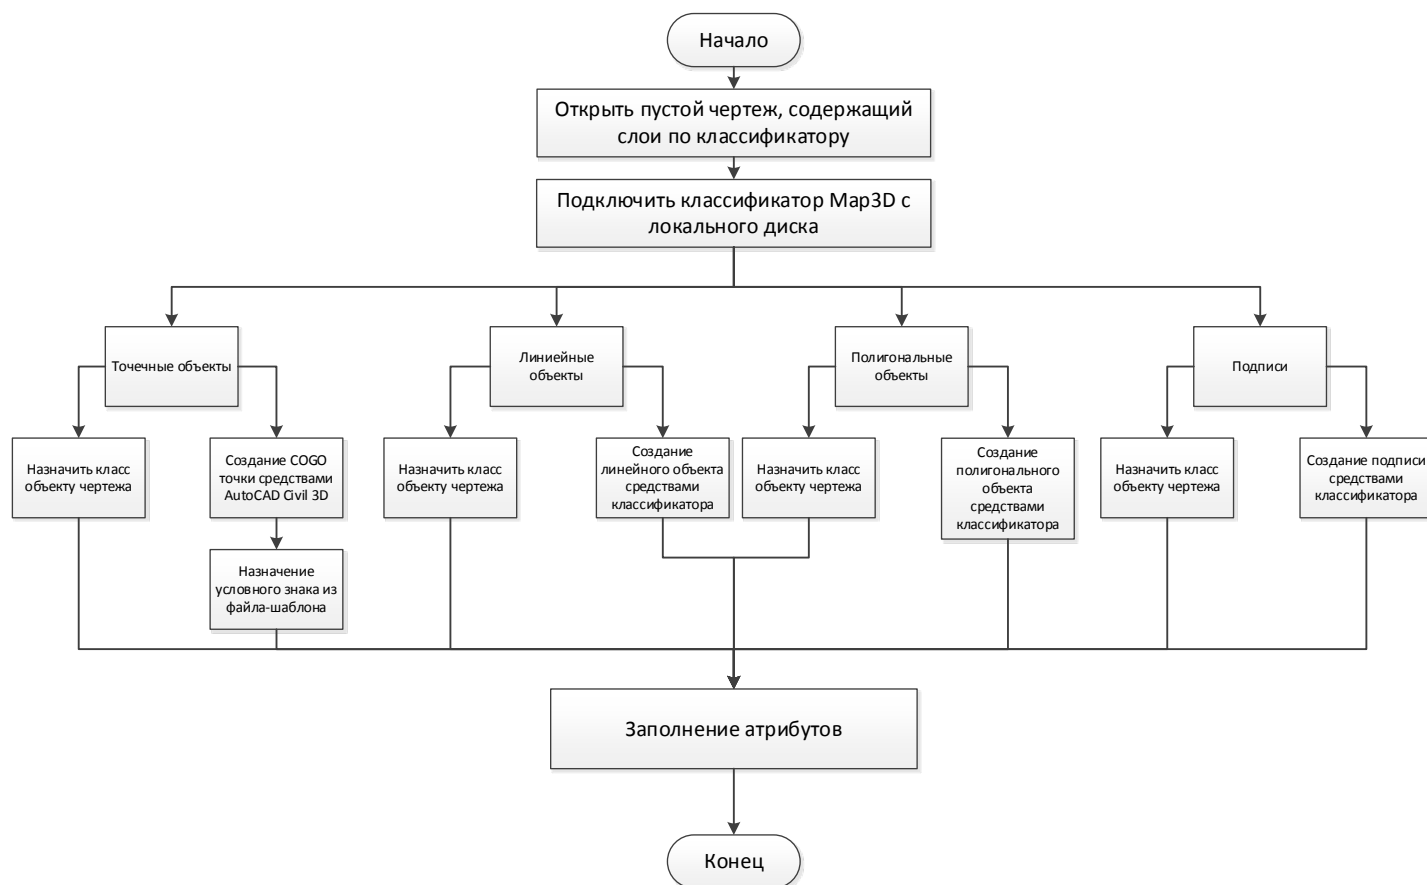 Начало
Открыть пустой чертеж, содержащий
слои по классификатору
Подключить классификатор Map3D с
локального диска
Точечные объекты
Линиейные
объекты
Полигональные
объекты
Подписи
Назначить класс
объекту чертежа
Создание COGO
точки средствами
AutoCAD Civil 3D
Назначить класс
объекту чертежа
Создание
линейного объекта
средствами
классификатора
Назначить класс
объекту чертежа
Создание
полигонального
объекта
средствами
классификатора
Назначить класс
объекту чертежа
Создание подписи
средствами
классификатора
Назначение
условного знака из
файла-шаблона
Заполнение атрибутов
Конец